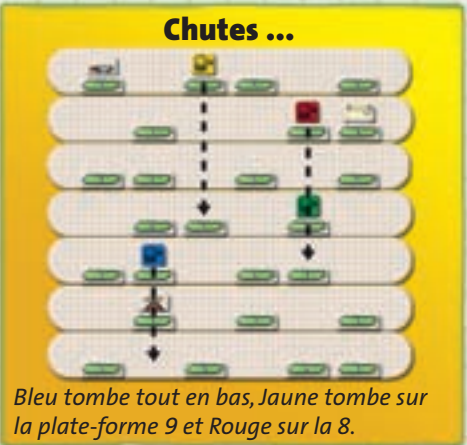 Chutes ...
Bleu tombe tout en bas, Jaune tombe sur
la plate-forme 9 et Rouge sur la 8.